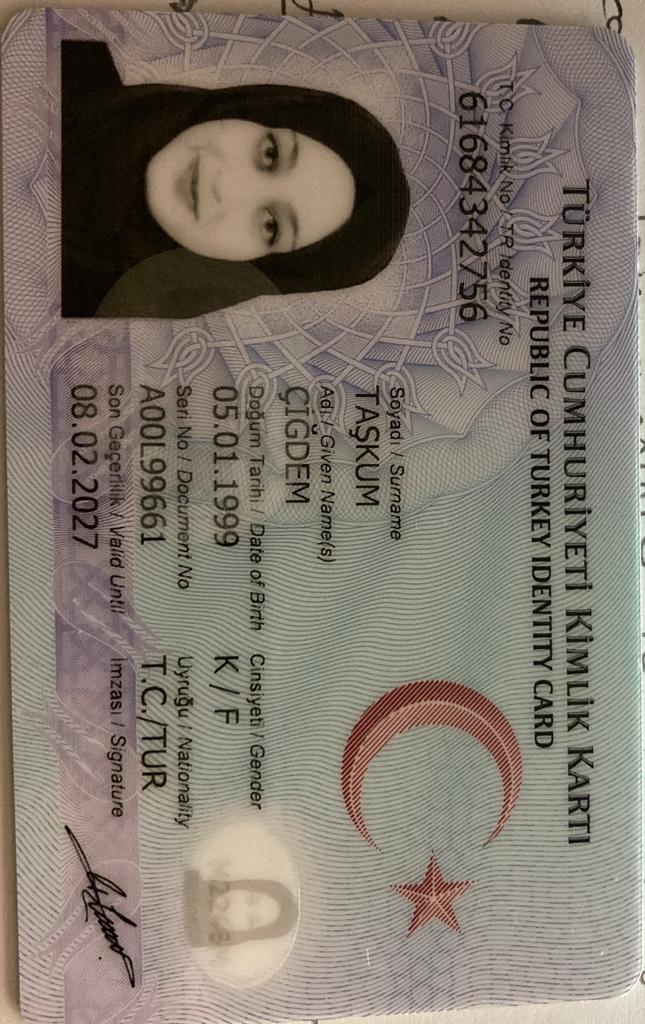 TÜRKİYE CUMHURİYETİ KİMLİK KARTI
REPUBLIC OF TURKEY IDENTITY CARD
T.C. Kimlik No / TR Identity No
61684342756
Soyadı / Surname
TAŞKUM
Adı / Given Name(s)
ÇİĞDEM
Doğum Tarihi / Date of Birth Cinsiyeti / Gender
05.01.1999 K / F
Seri No / Document No Uyruğu / Nationality
A00L99661 T.C./TUR
Son Geçerlilik / Valid Until İmzası / Signature
08.02.2027